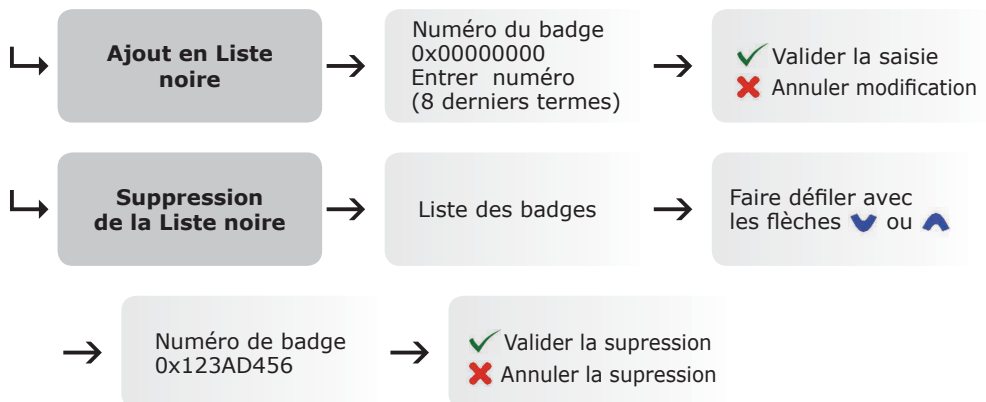 Ajout en Liste
noire
Numéro du badge
0x00000000
Entrer numéro
(8 derniers termes)
Valider la saisie
Annuler modification
Suppression
de la Liste noire
Liste des badges
Faire défiler avec
les flèches ou
Numéro de badge
0x123AD456
Valider la supression
Annuler la supression